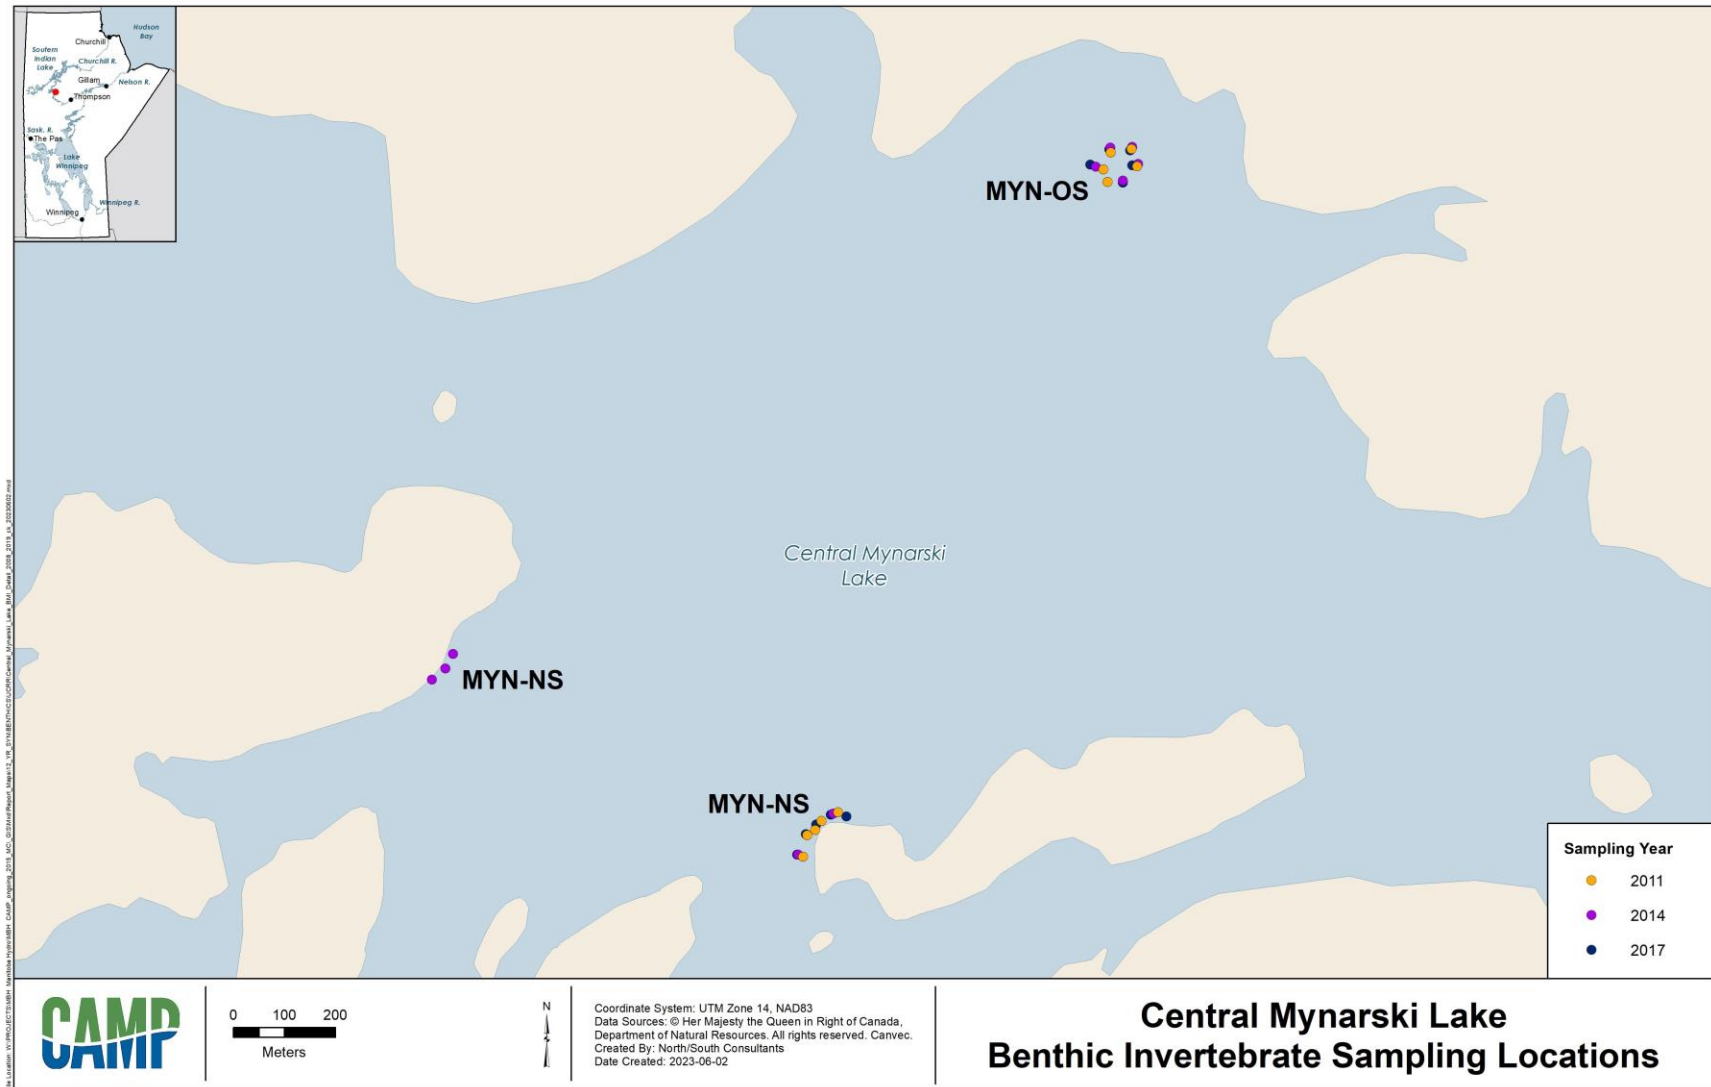 Hudson
Bay
Churchill
Soutern
Indian
Lake
Churchill R.
Gillam
Nelson R.
Thompson
Sask. R.
The Pas
Lake
Winnipeg
Winnipeg R.
Winnipeg
MYN-OS
Central Mynarski
Lake
MYN-NS
MYN-NS
Sampling Year
2011
2014
2017
CAMP
0 100 200
Meters
N
Coordinate System: UTM Zone 14, NAD83
Data Sources: © Her Majesty the Queen in Right of Canada,
Department of Natural Resources. All rights reserved. Canvec.
Created By: North/South Consultants
Date Created: 2023-06-02
Central Mynarski Lake
Benthic Invertebrate Sampling Locations